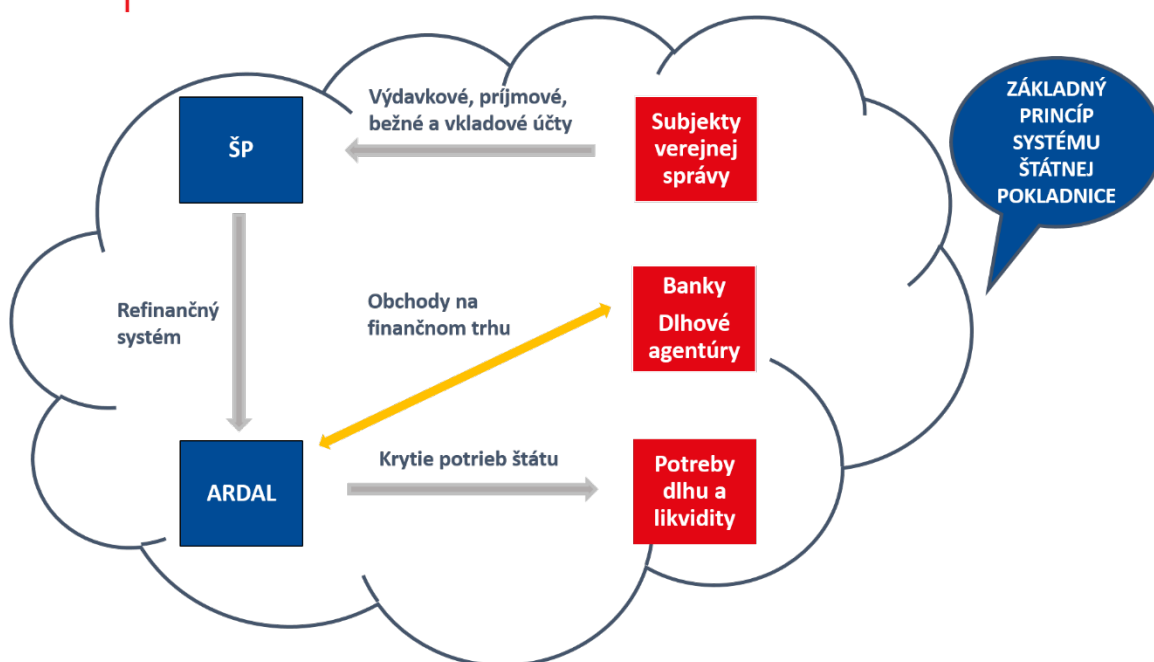 Výdavkové, príjmové,
bežné a vkladové účty
ŠP
Subjekty
verejnej
správy
ZÁKLADNÝ
PRINCÍP
SYSTÉMU
ŠTÁTNEJ
POKLADNICE
Refinančný
systém
Obchody na
finančnom trhu
Banky
Dlhové
agentúry
ARDAL
Krytie potrieb štátu
Potreby
dlhu a
likvidity